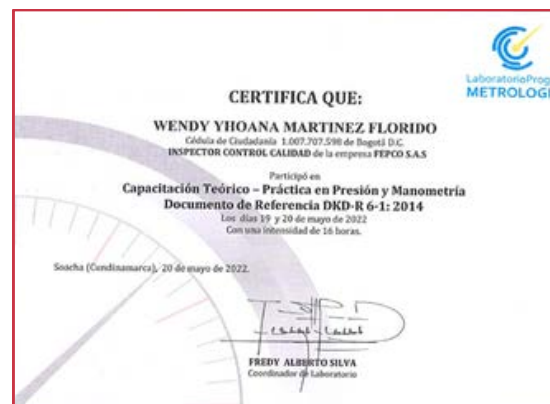 LaboratorioProg
METROLOGI
CERTIFICA QUE:
WENDY YHOANA MARTINEZ FLORIDO
Cédula de Ciudadanía 1.007.707.598 de Bogotá D.C.
INSPECTOR CONTROL CALIDAD de la empresa FEPCO S.A.S
Participó en
Capacitación Teórico – Práctica en Presión y Manometría
Documento de Referencia DKD-R 6-1: 2014
Los días 19 y 20 de mayo de 2022
Con una intensidad de 16 horas.
Soacha (Cundinamarca), 20 de mayo de 2022.
FREDY ALBERTO SILVA
Coordinador de Laboratorio